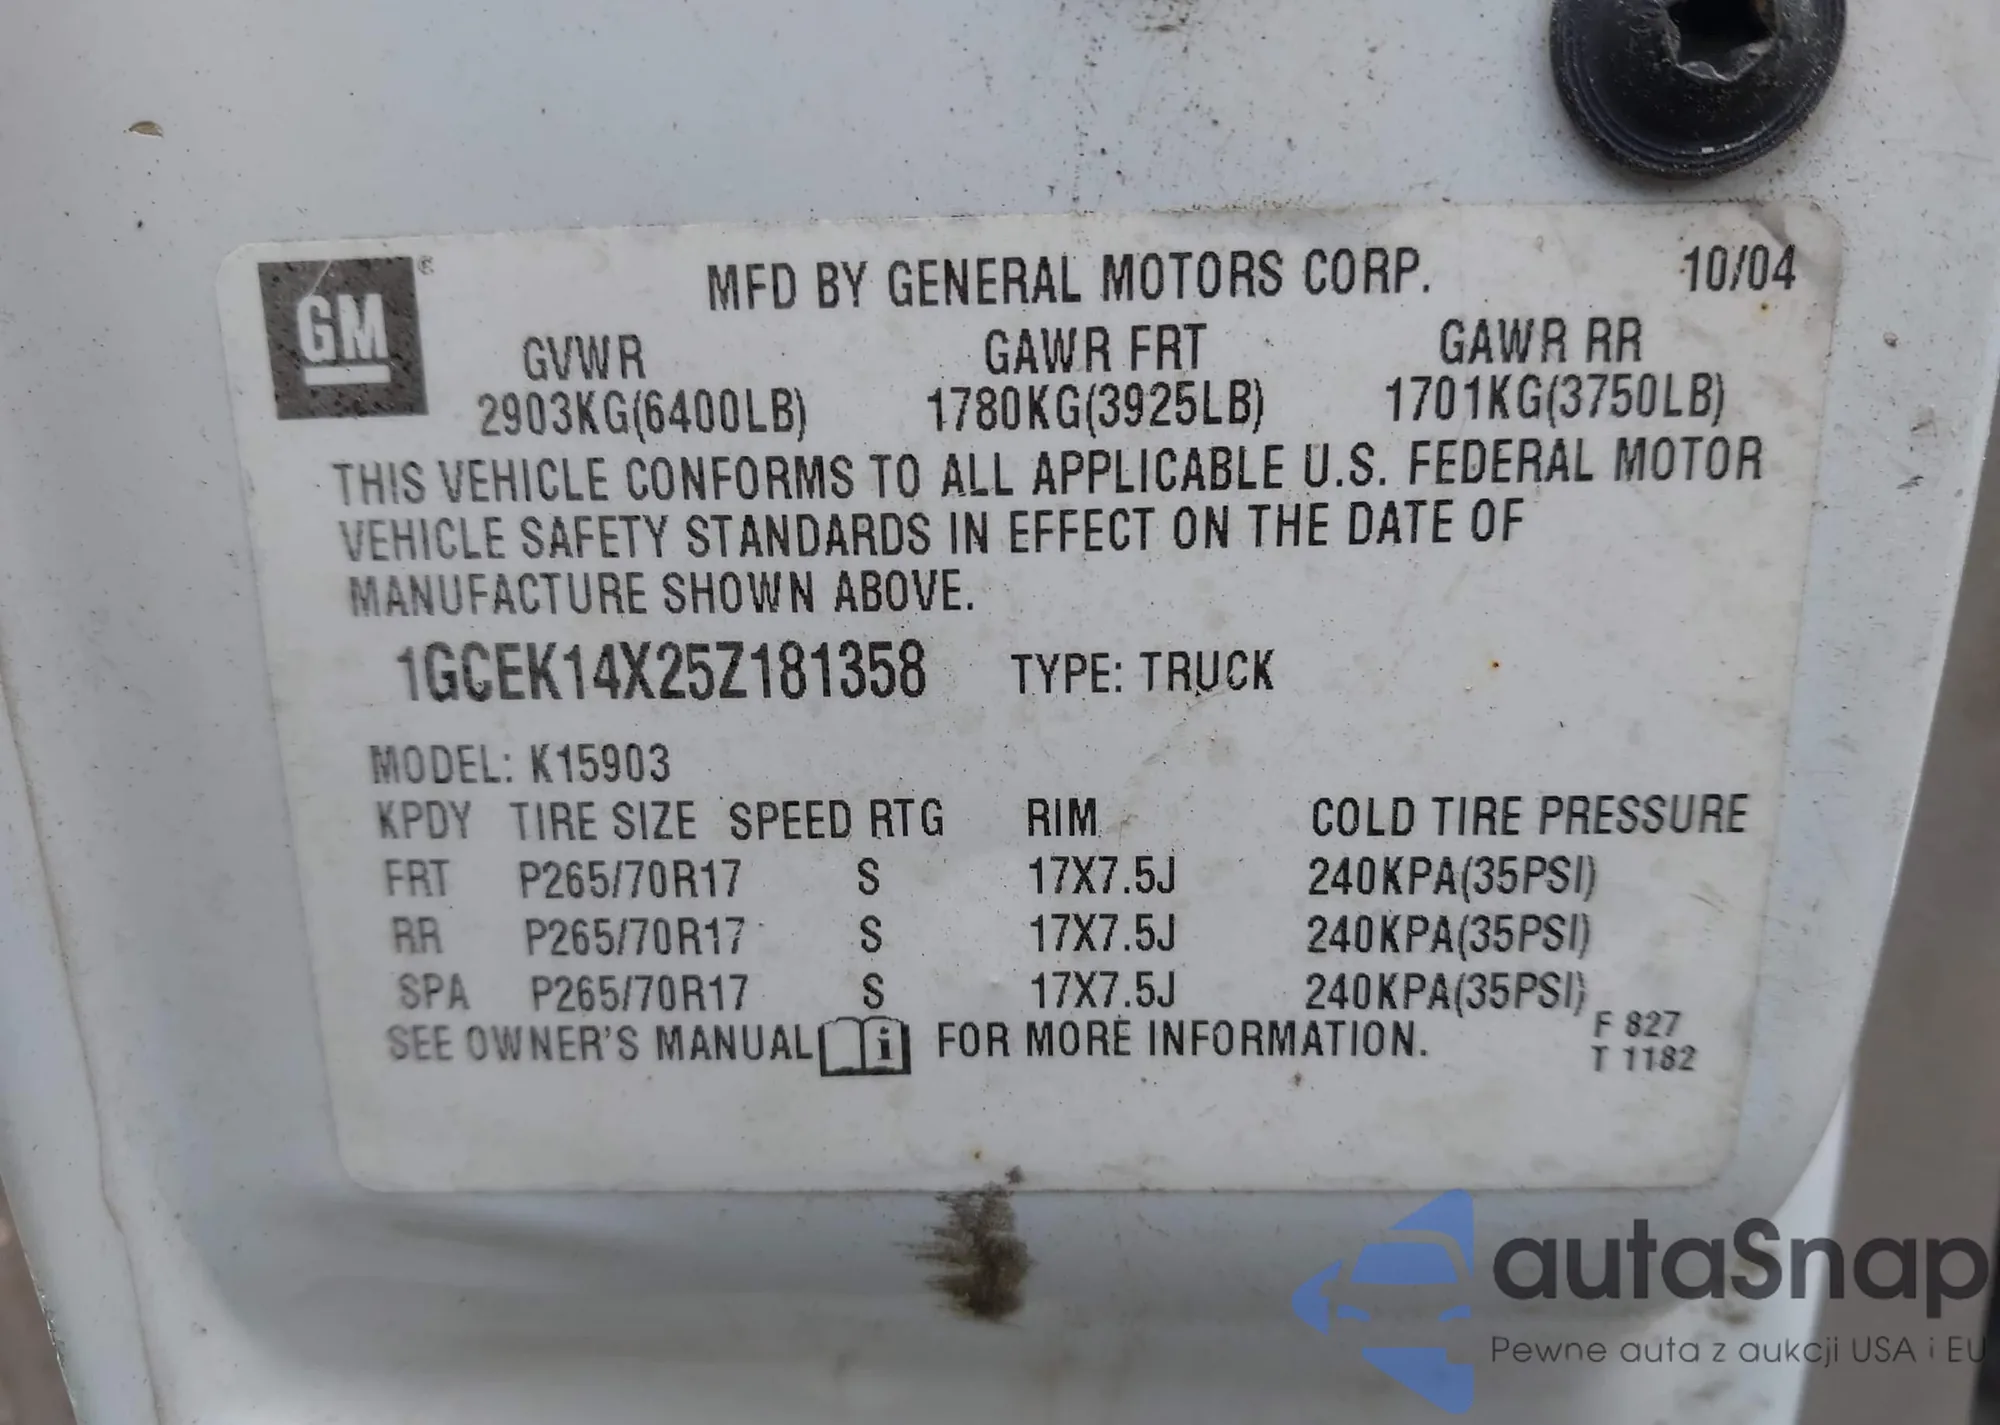 GM ®
MFD BY GENERAL MOTORS CORP. 10/04
GVWR GAWR FRT GAWR RR
2903KG(6400LB) 1780KG(3925LB) 1701KG(3750LB)
THIS VEHICLE CONFORMS TO ALL APPLICABLE U.S. FEDERAL MOTOR
VEHICLE SAFETY STANDARDS IN EFFECT ON THE DATE OF
MANUFACTURE SHOWN ABOVE.
1GCEK14X25Z181358 TYPE: TRUCK
MODEL: K15903
KPDY TIRE SIZE SPEED RTG RIM COLD TIRE PRESSURE
FRT P265/70R17 S 17X7.5J 240KPA(35PSI)
RR P265/70R17 S 17X7.5J 240KPA(35PSI)
SPA P265/70R17 S 17X7.5J 240KPA(35PSI)
SEE OWNER'S MANUAL i FOR MORE INFORMATION.
F 827
T 1182
autaSnap
Pewne auta z aukcji USA i EU